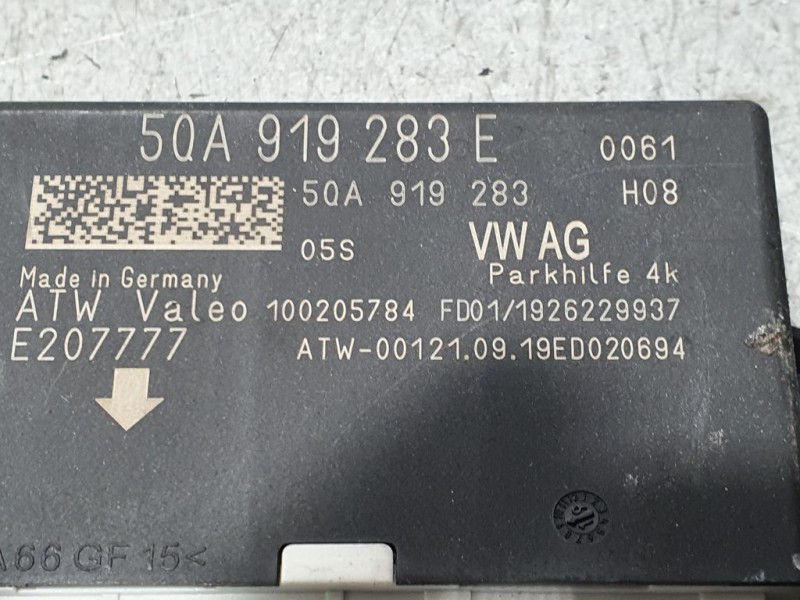 5QA 919 283 E 0061
5QA 919 283 H08
05S VW AG
Made in Germany Parkhilfe 4k
ATW Valeo 100205784 FD01/1926229937
E207777 ATW-00121.09.19ED020694
A66 GF 15<